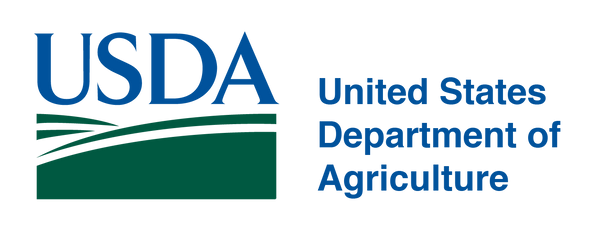 USDA
United States
Department of
Agriculture